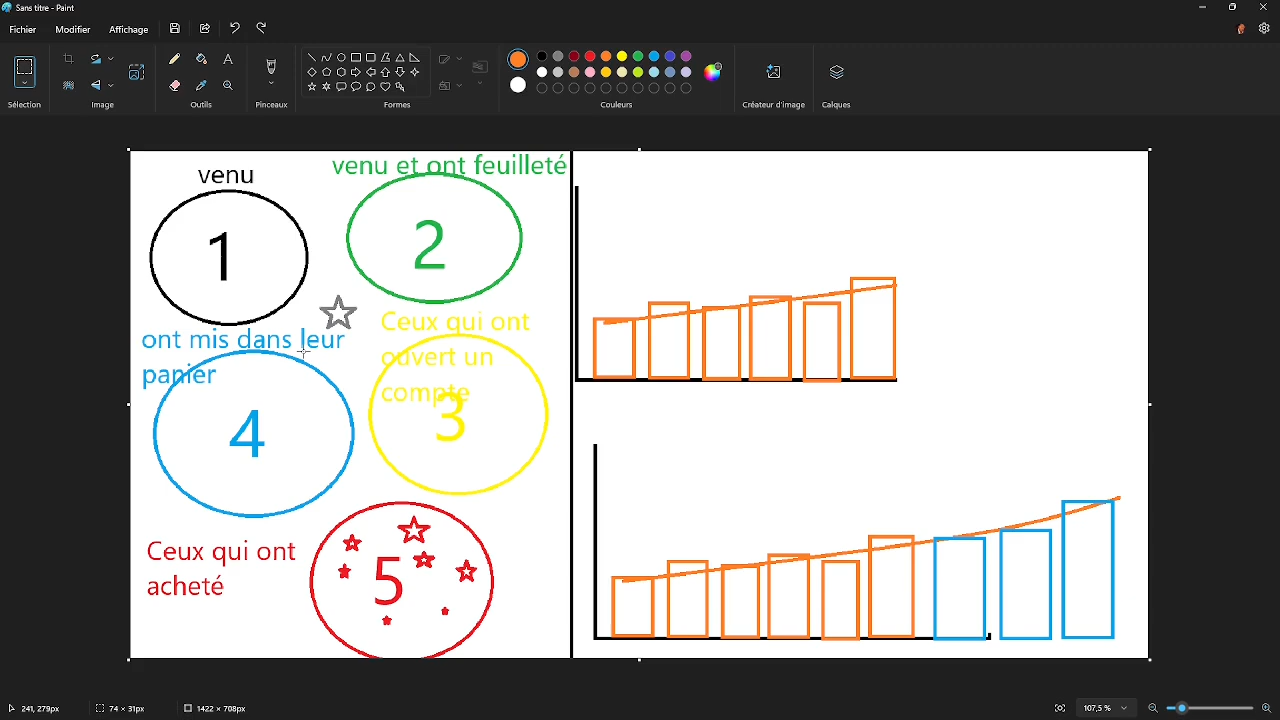 Sans titre - Paint
Fichier
Modifier
Affichage
A
Sélection
Image
Outils
Pinceaux
Formes
Couleurs
Créateur d'image
Calques
venu
1
venu et ont feuilleté
2
ont mis dans leur
panier
4
Ceux qui ont
ouvert un
compte
3
Ceux qui ont
acheté
5
241, 279px
74 × 31px
1422 × 708px
107,5 %